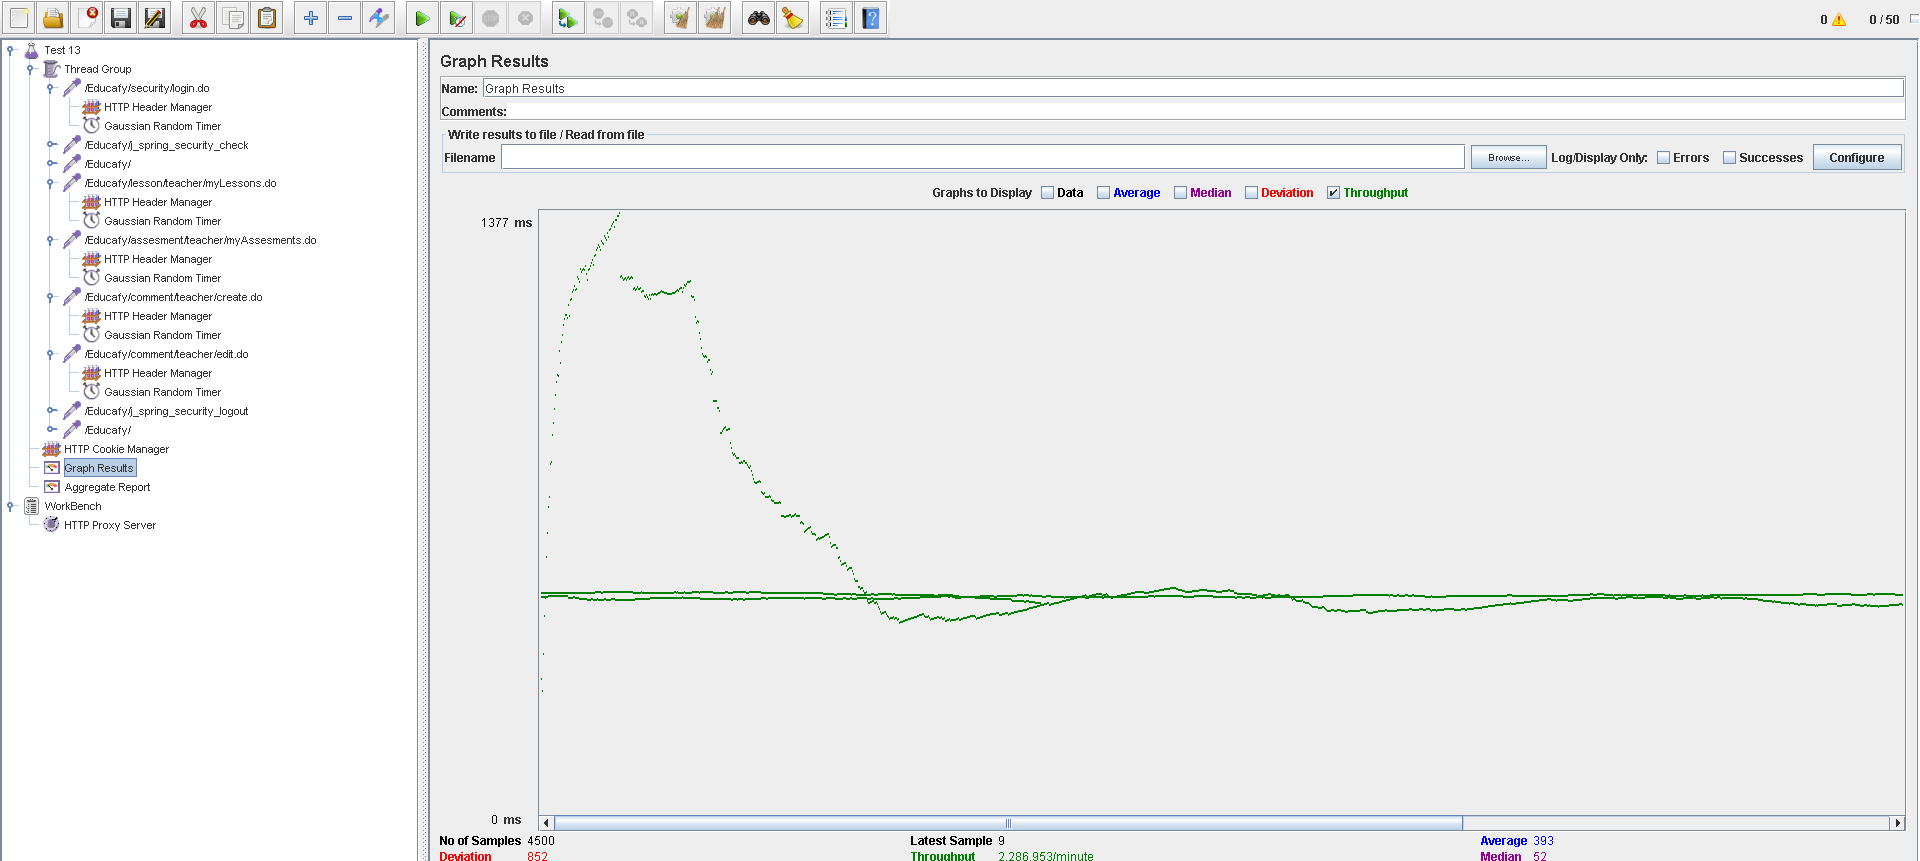 0
0 / 50
Test 13
Thread Group
/Educafy/security/login.do
HTTP Header Manager
Gaussian Random Timer
/Educafy/j_spring_security_check
/Educafy/
/Educafy/lesson/teacher/myLessons.do
HTTP Header Manager
Gaussian Random Timer
/Educafy/assesment/teacher/myAssesments.do
HTTP Header Manager
Gaussian Random Timer
/Educafy/comment/teacher/create.do
HTTP Header Manager
Gaussian Random Timer
/Educafy/comment/teacher/edit.do
HTTP Header Manager
Gaussian Random Timer
/Educafy/j_spring_security_logout
/Educafy/
HTTP Cookie Manager
Graph Results
Aggregate Report
WorkBench
HTTP Proxy Server
Graph Results
Name: Graph Results
Comments:
Write results to file / Read from file
Filename Browse... Log/Display Only: Errors Successes Configure
Graphs to Display Data Average Median Deviation Throughput
1377 ms
0 ms
No of Samples 4500 Latest Sample 9 Average 393
Deviation 852 Throughput 2.286,953/minute Median 52